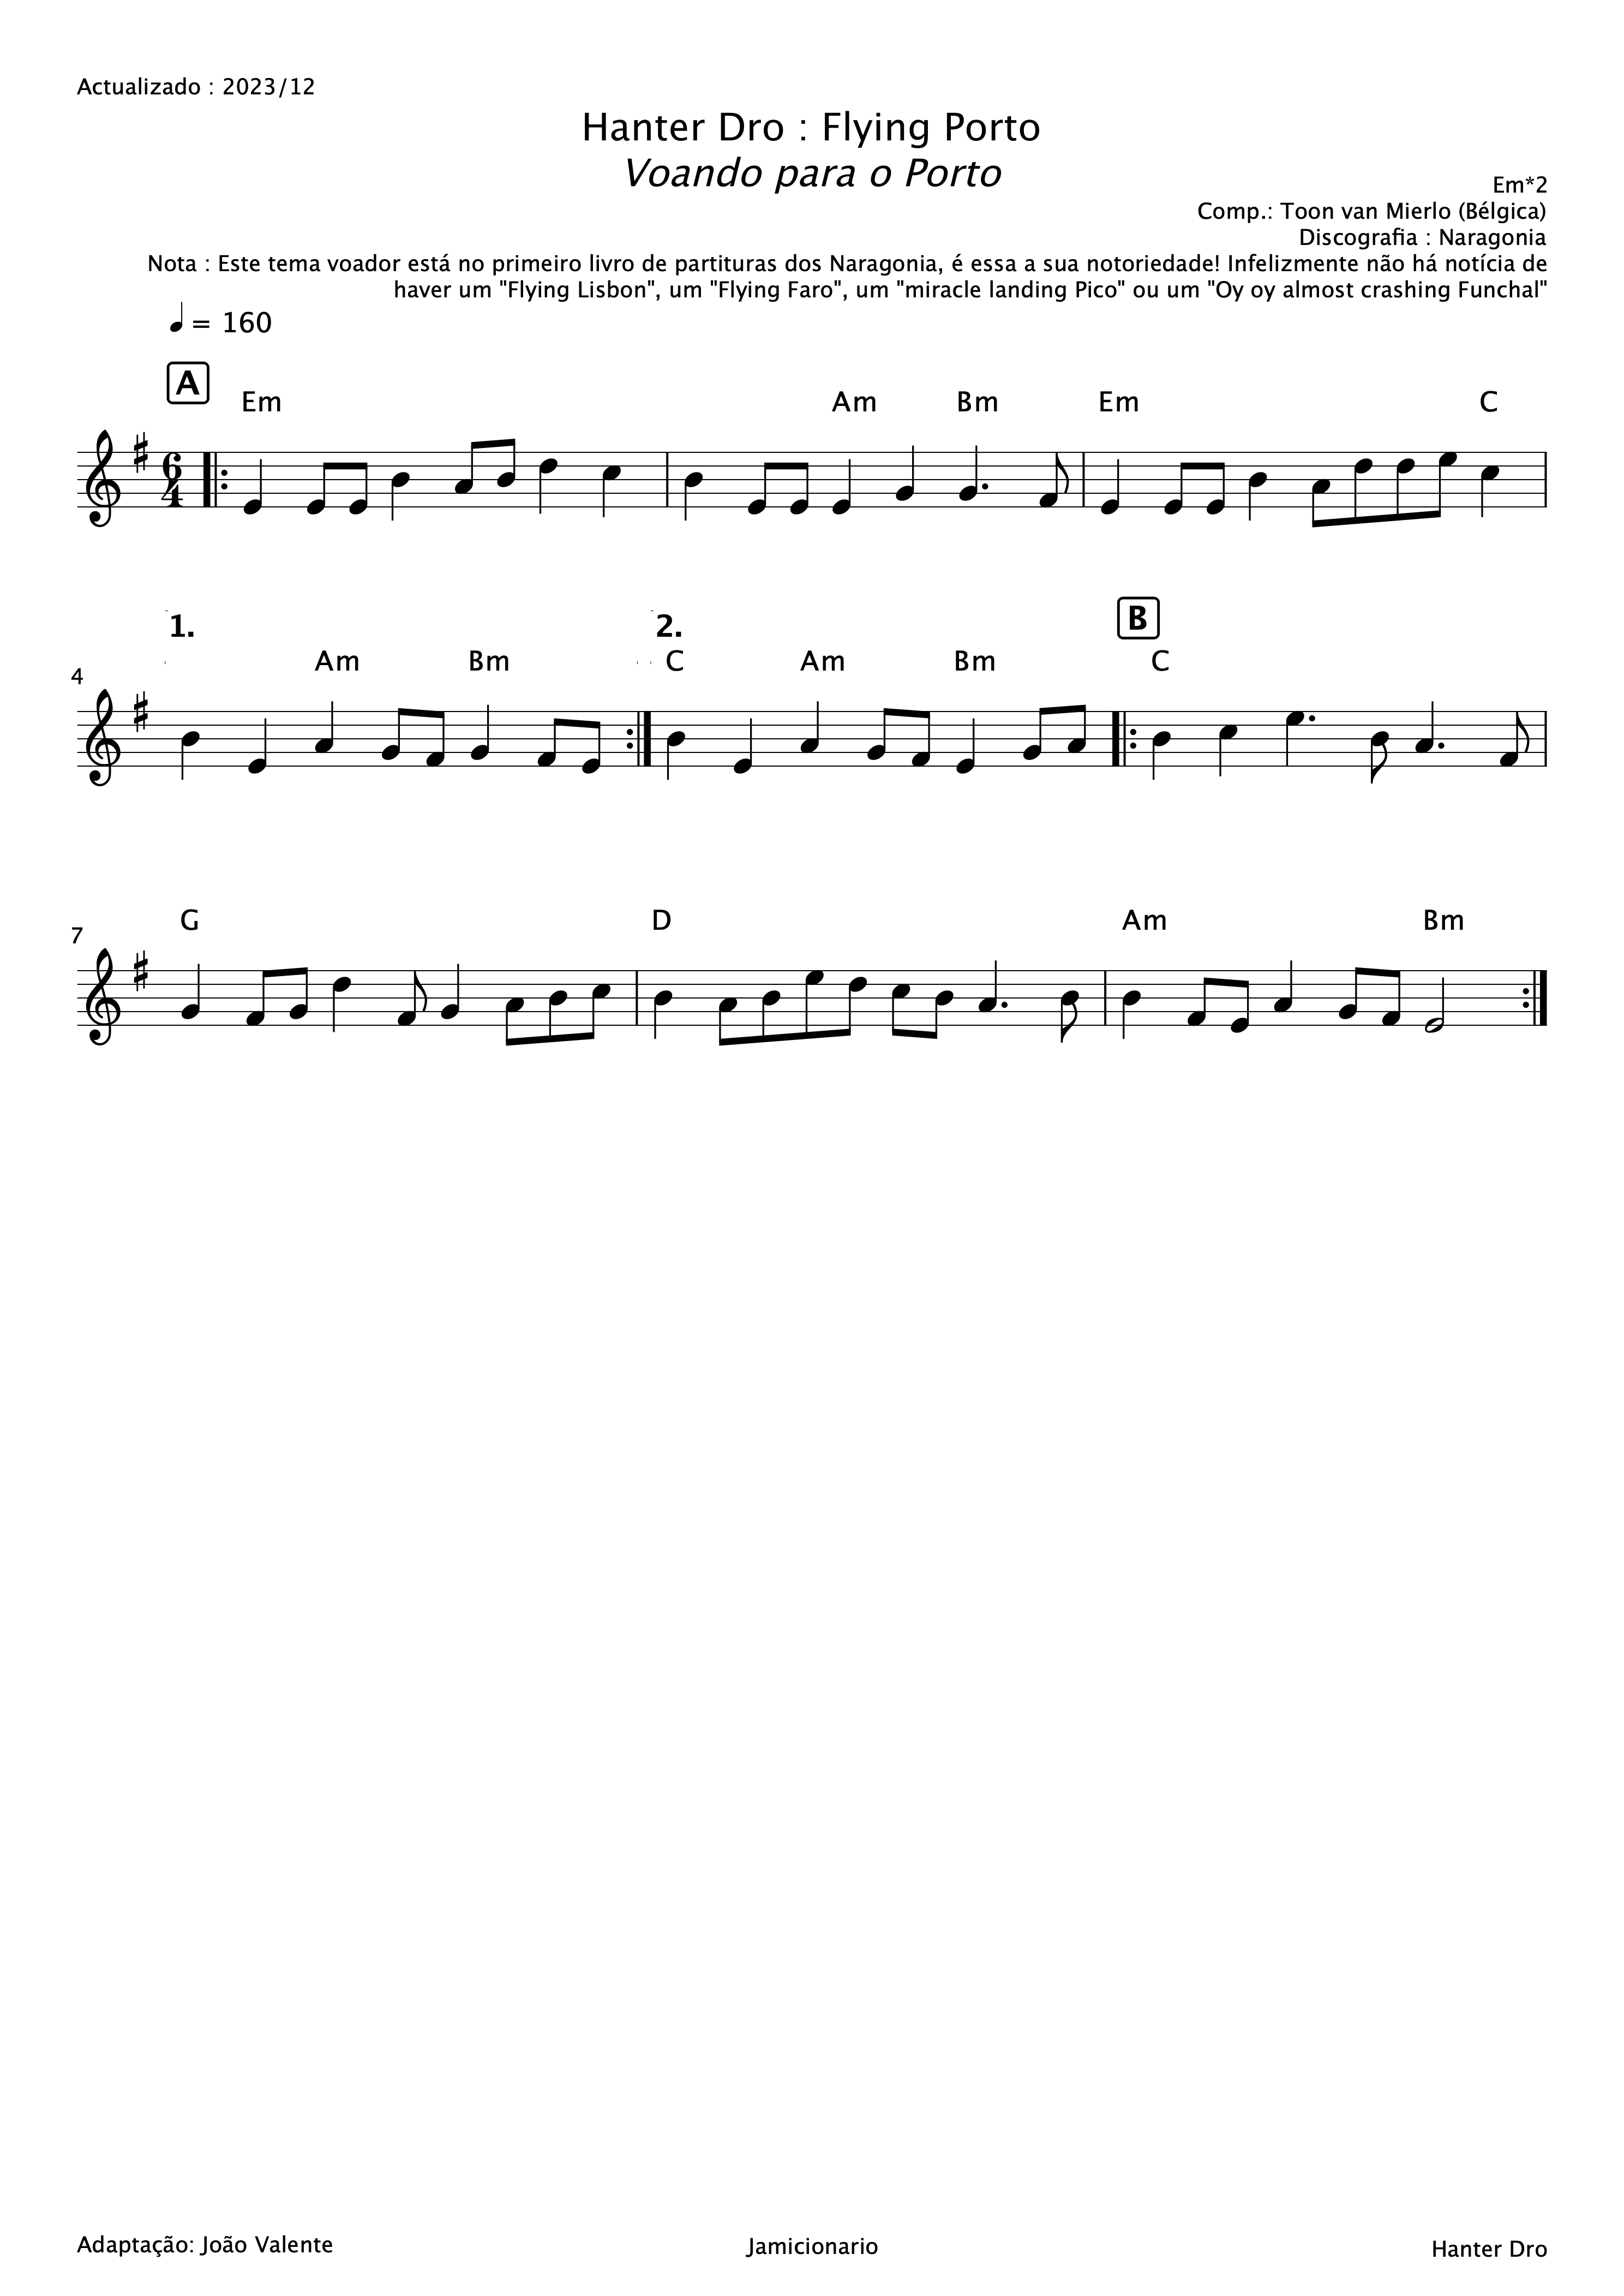 Actualizado : 2023/12
Hanter Dro : Flying Porto
Voando para o Porto
Em*2
Comp.: Toon van Mierlo (Bélgica)
Discografia : Naragonia
Nota : Este tema voador está no primeiro livro de partituras dos Naragonia, é essa a sua notoriedade! Infelizmente não há notícia de
haver um "Flying Lisbon", um "Flying Faro", um "miracle landing Pico" ou um "Oy oy almost crashing Funchal"
= 160
A
Em Am Bm Em C
6
4
1. 2. B
Am Bm C Am Bm C
4
G D Am Bm
7
Adaptação: João Valente Jamicionario Hanter Dro